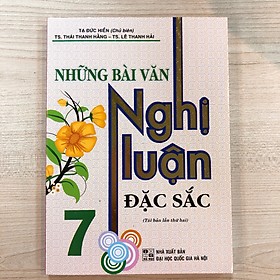 TẠ ĐỨC HIỀN (Chủ biên)
TS. THÁI THANH HẰNG - TS. LÊ THANH HẢI
NHỮNG BÀI VĂN
Nghị
luận
ĐẶC SẮC
(Tái bản lần thứ hai)
7
NHÀ XUẤT BẢN
ĐẠI HỌC QUỐC GIA HÀ NỘI